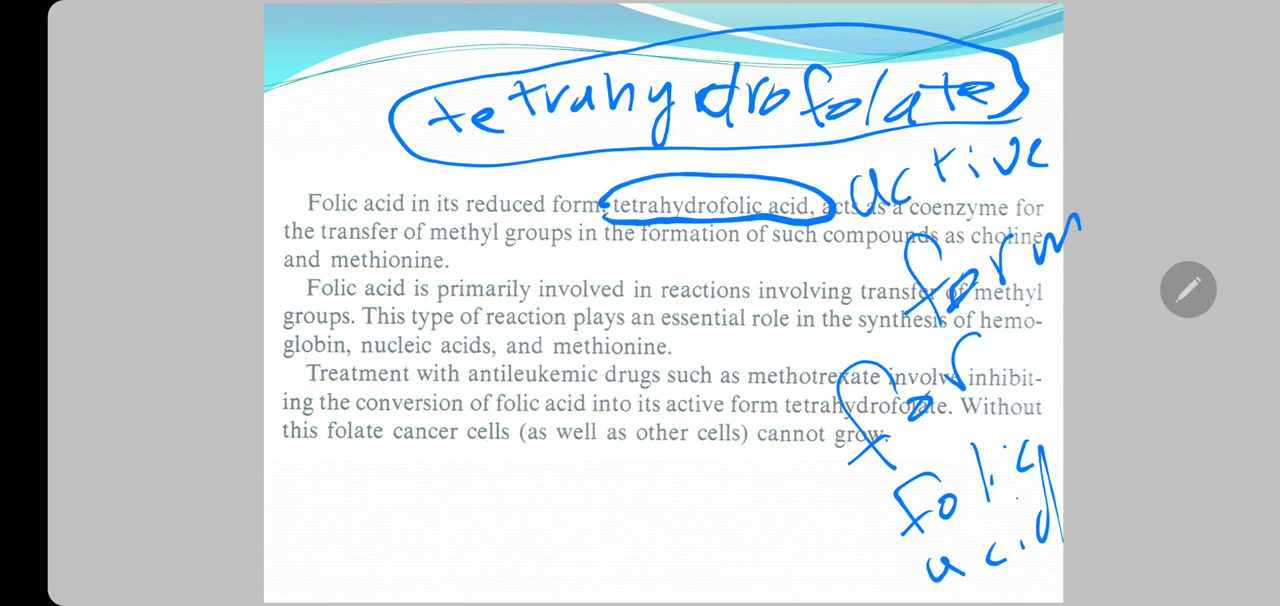 tetrahydrofolate
active
form
for
folic
acid
Folic acid in its reduced form, tetrahydrofolic acid, acts as a coenzyme for
the transfer of methyl groups in the formation of such compounds as choline
and methionine.
Folic acid is primarily involved in reactions involving transfer of methyl
groups. This type of reaction plays an essential role in the synthesis of hemo-
globin, nucleic acids, and methionine.
Treatment with antileukemic drugs such as methotrexate involve inhibit-
ing the conversion of folic acid into its active form tetrahydrofolate. Without
this folate cancer cells (as well as other cells) cannot grow.